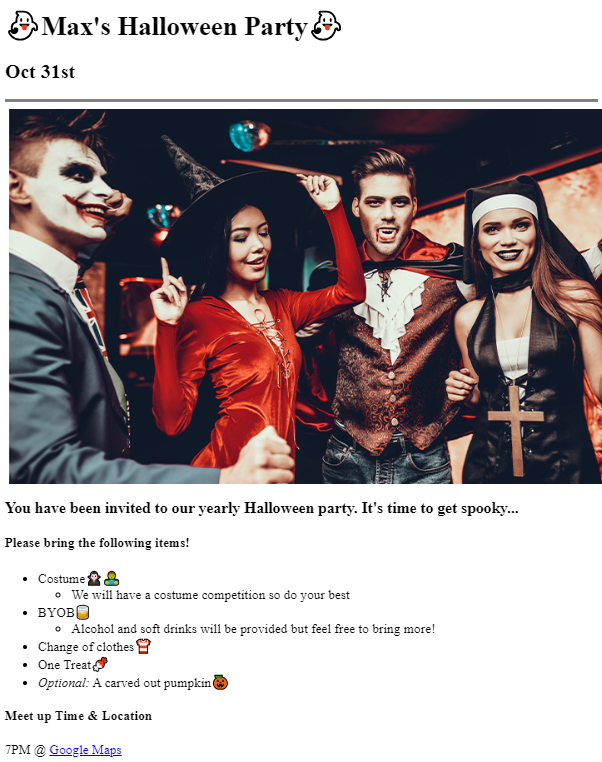 👻Max's Halloween Party👻
Oct 31st
You have been invited to our yearly Halloween party. It's time to get spooky...
Please bring the following items!
Costume🧛🏻‍♂️🧟‍♂️
We will have a costume competition so do your best
BYOB🥃
Alcohol and soft drinks will be provided but feel free to bring more!
Change of clothes👚
One Treat🍬
Optional: A carved out pumpkin🎃
Meet up Time & Location
7PM @ Google Maps